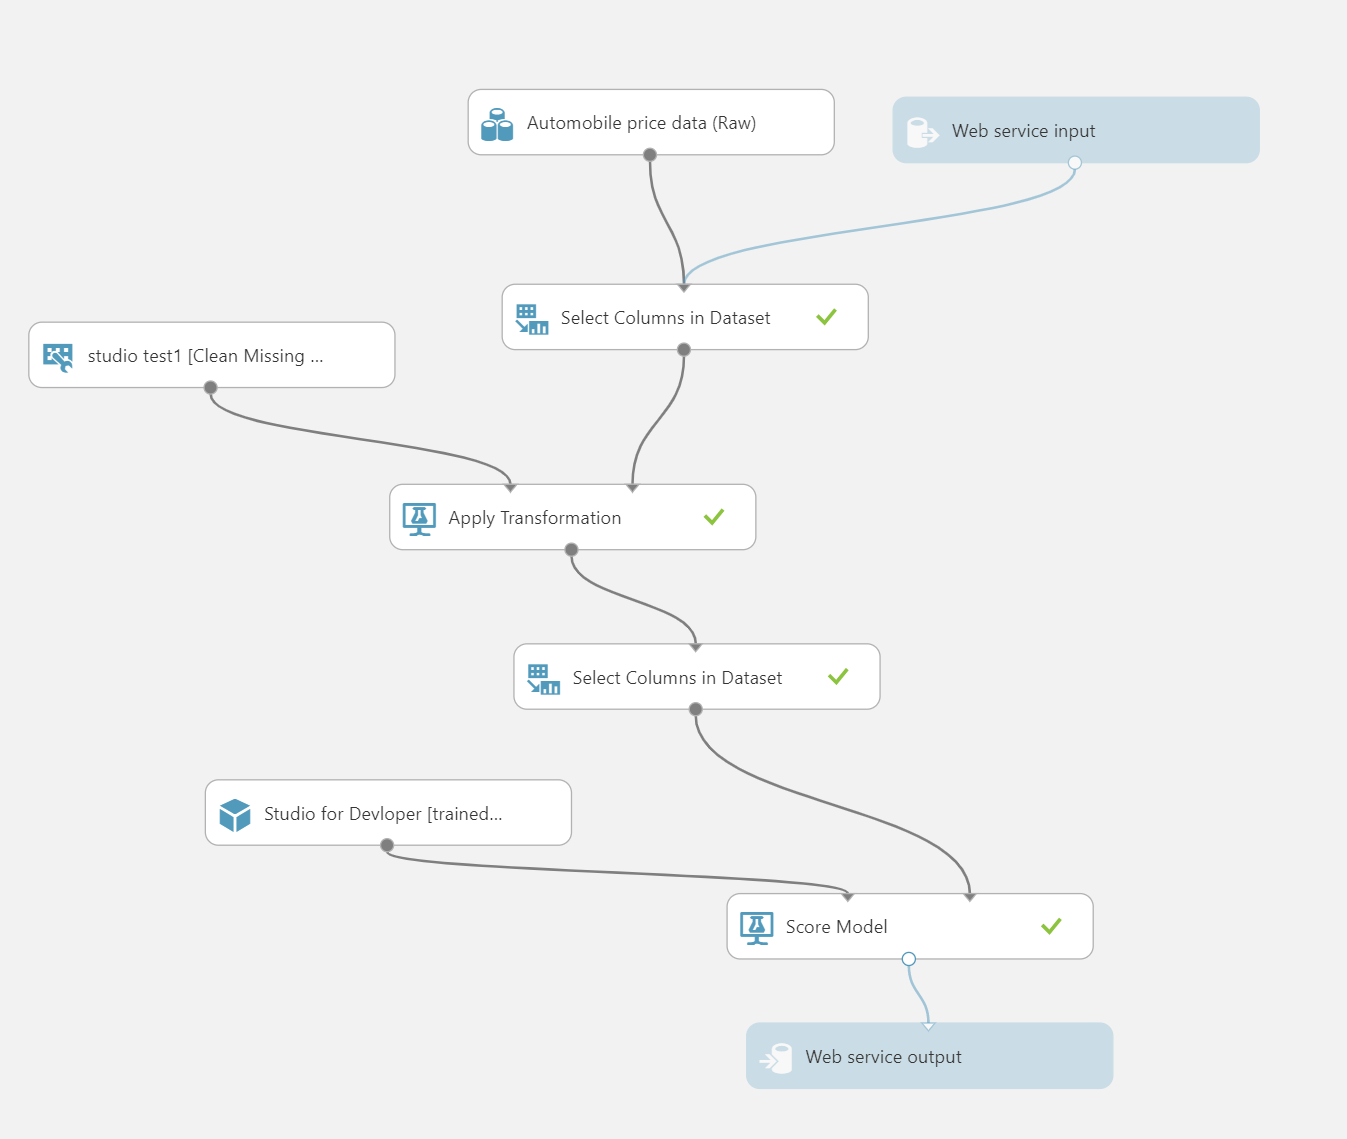 Automobile price data (Raw)
Web service input
Select Columns in Dataset
studio test1 [Clean Missing ...
Apply Transformation
Select Columns in Dataset
Studio for Devloper [trained...
Score Model
Web service output